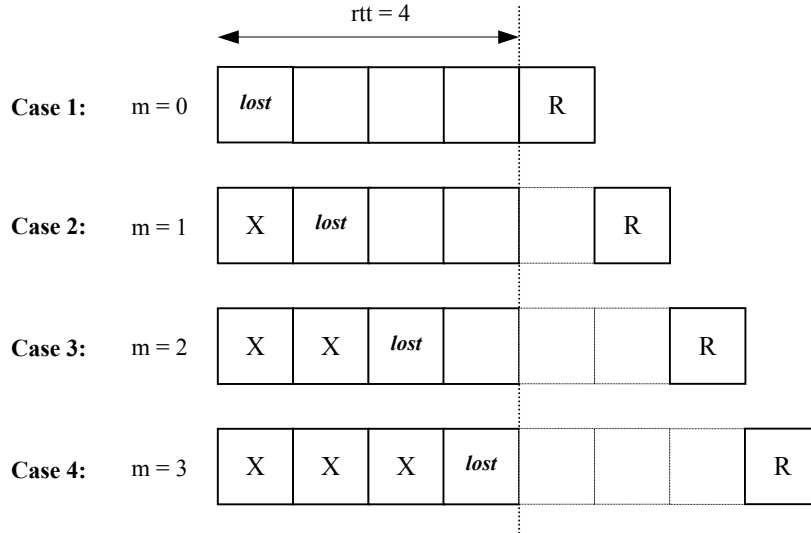 rtt = 4
Case 1: m = 0 lost R
Case 2: m = 1 X lost R
Case 3: m = 2 X X lost R
Case 4: m = 3 X X X lost R